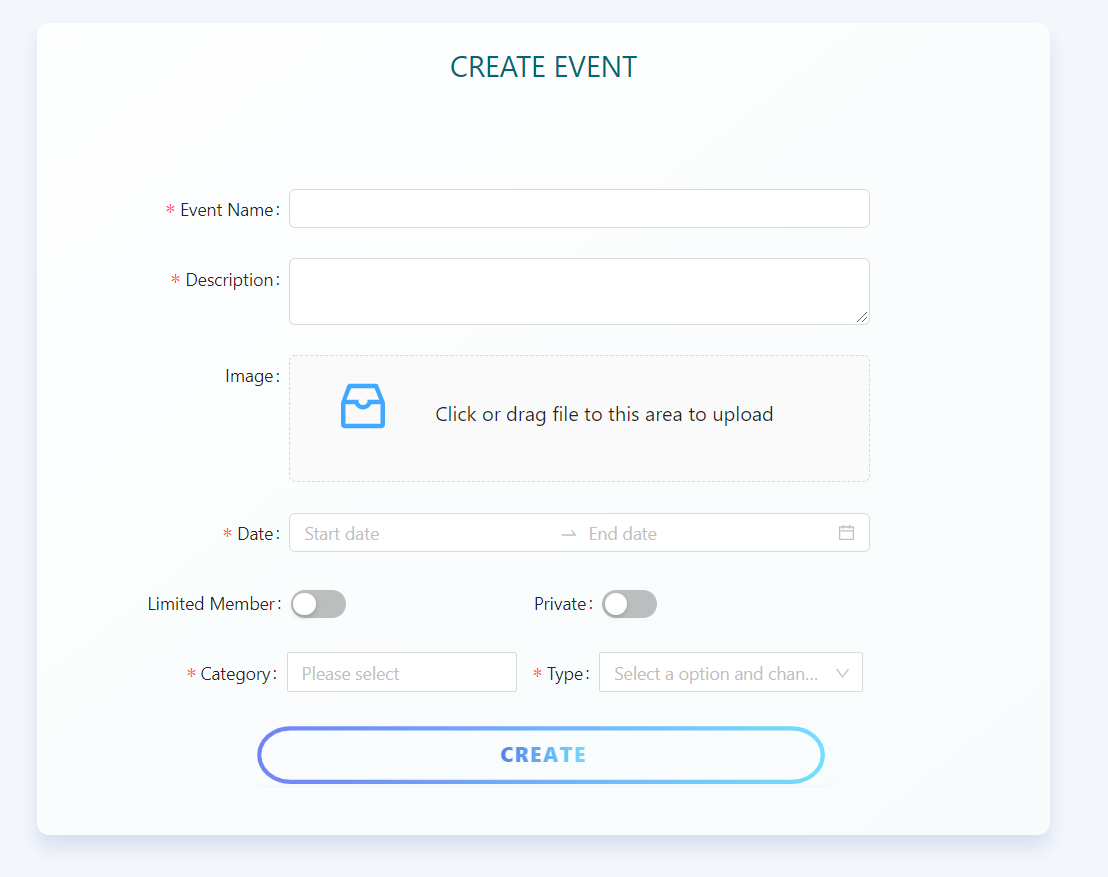 CREATE EVENT
* Event Name:
* Description:
Image:
Click or drag file to this area to upload
* Date: Start date → End date
Limited Member: Private:
* Category: Please select * Type: Select a option and chan...
CREATE